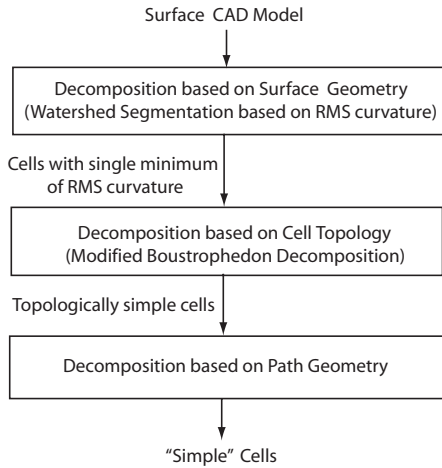 Surface CAD Model
Decomposition based on Surface Geometry
(Watershed Segmentation based on RMS curvature)
Cells with single minimum
of RMS curvature
Decomposition based on Cell Topology
(Modified Boustrophedon Decomposition)
Topologically simple cells
Decomposition based on Path Geometry
“Simple” Cells